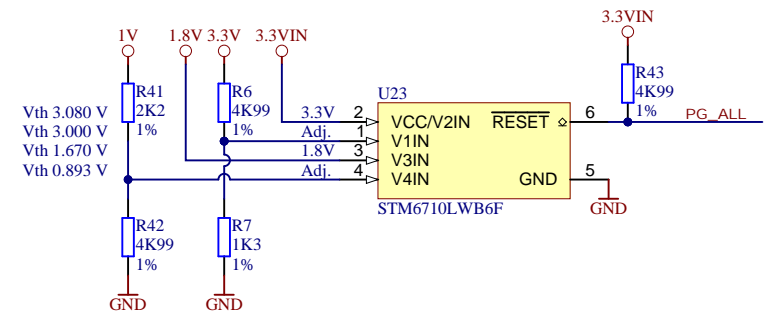 3.3VIN
1V
1.8V
3.3V
3.3VIN
R43
4K99
1%
R41
2K2
1%
R6
4K99
1%
U23
Vth 3.080 V
Vth 3.000 V
Vth 1.670 V
Vth 0.893 V
3.3V
2
VCC/V2IN
RESET
6
PG_ALL
Adj.
1
V1IN
1.8V
3
V3IN
Adj.
4
V4IN
GND
5
STM6710LWB6F
GND
R42
4K99
1%
R7
1K3
1%
GND
GND